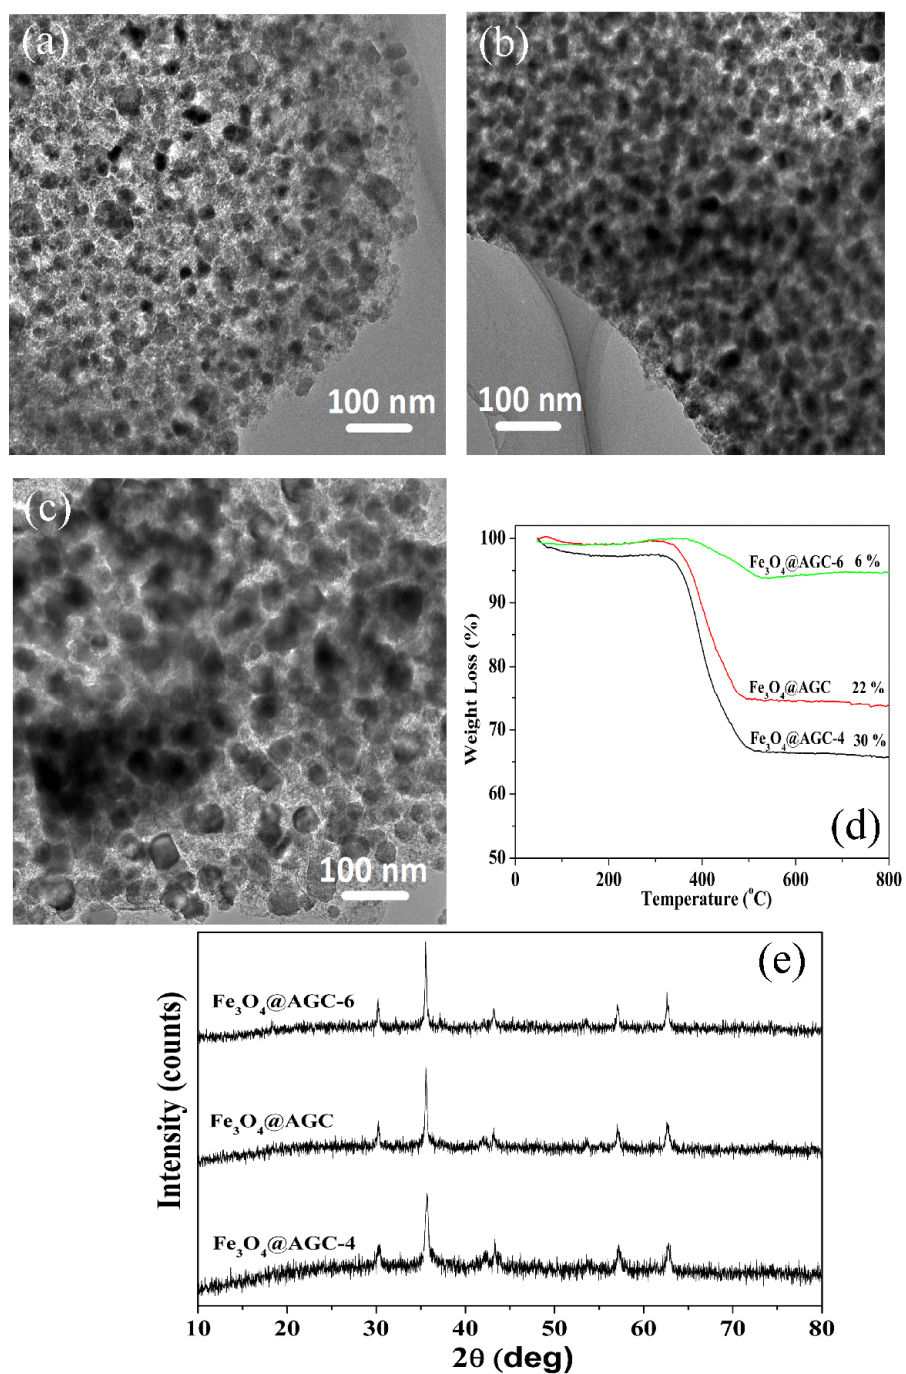 (a)
100 nm
(b)
100 nm
(c)
100 nm
Weight Loss (%)
100
90
80
70
60
50
Fe₃O₄@AGC-6 6 %
Fe₃O₄@AGC 22 %
Fe₃O₄@AGC-4 30 %
(d)
0 200 400 600 800
Temperature (°C)
(e)
Intensity (counts)
Fe₃O₄@AGC-6
Fe₃O₄@AGC
Fe₃O₄@AGC-4
10 20 30 40 50 60 70 80
2θ (deg)